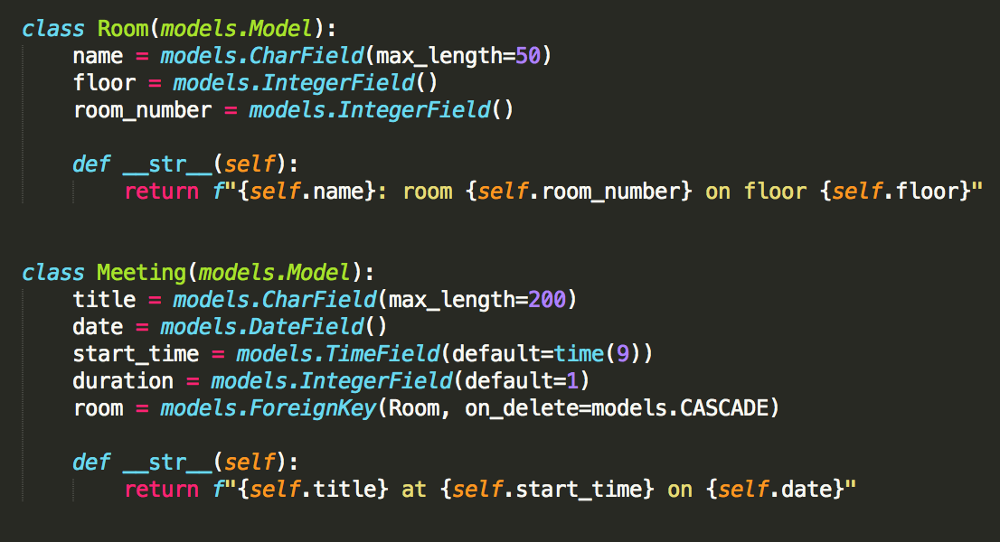 class Room(models.Model):
    name = models.CharField(max_length=50)
    floor = models.IntegerField()
    room_number = models.IntegerField()

    def __str__(self):
        return f"{self.name}: room {self.room_number} on floor {self.floor}"


class Meeting(models.Model):
    title = models.CharField(max_length=200)
    date = models.DateField()
    start_time = models.TimeField(default=time(9))
    duration = models.IntegerField(default=1)
    room = models.ForeignKey(Room, on_delete=models.CASCADE)

    def __str__(self):
        return f"{self.title} at {self.start_time} on {self.date}"